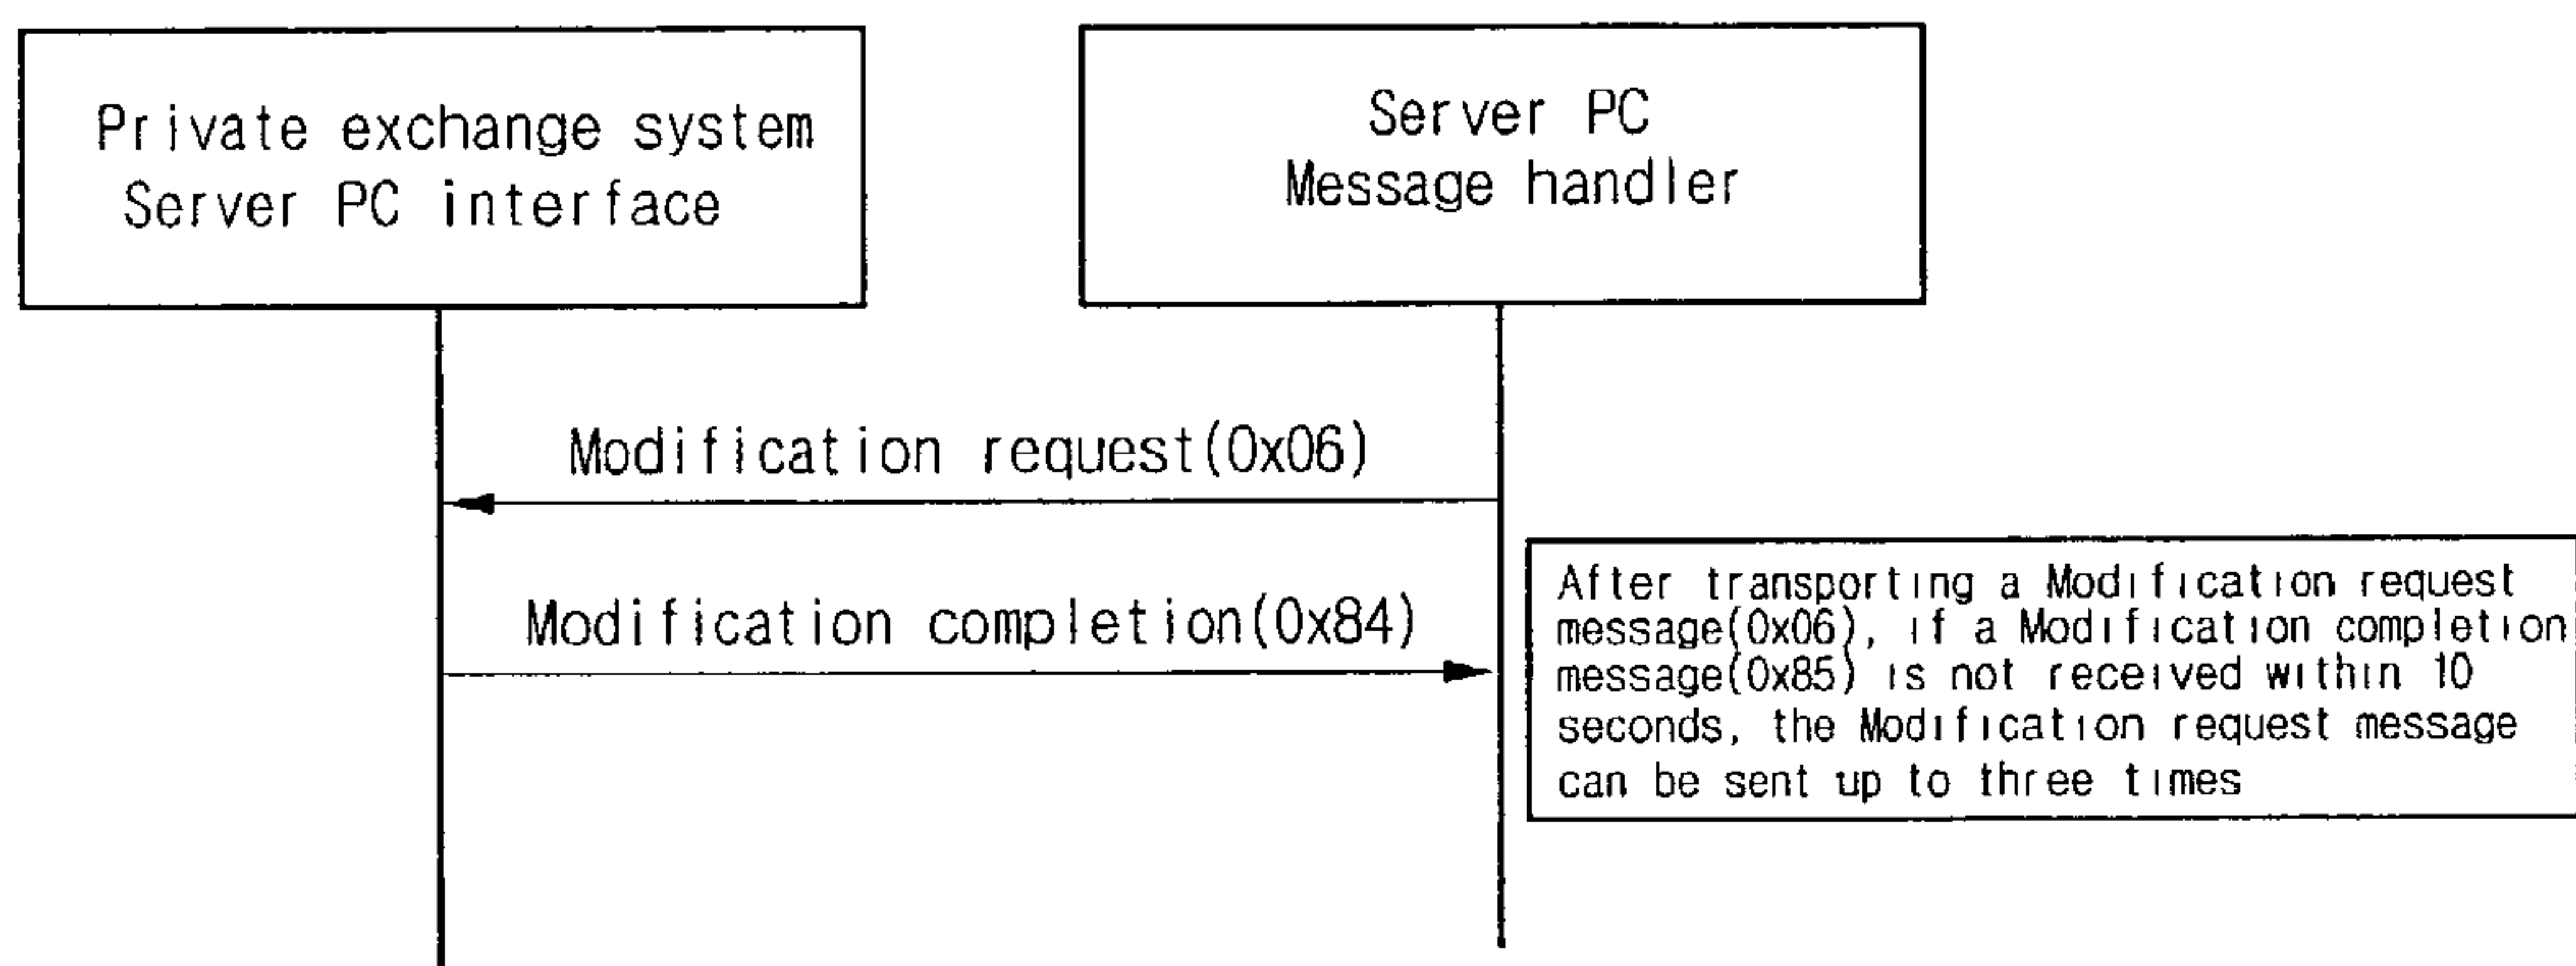 Private exchange system
Server PC interface
Server PC
Message handler
Modification request(0x06)
Modification completion(0x84)
After transporting a Modification request
message(0x06), if a Modification completion
message(0x85) is not received within 10
seconds, the Modification request message
can be sent up to three times